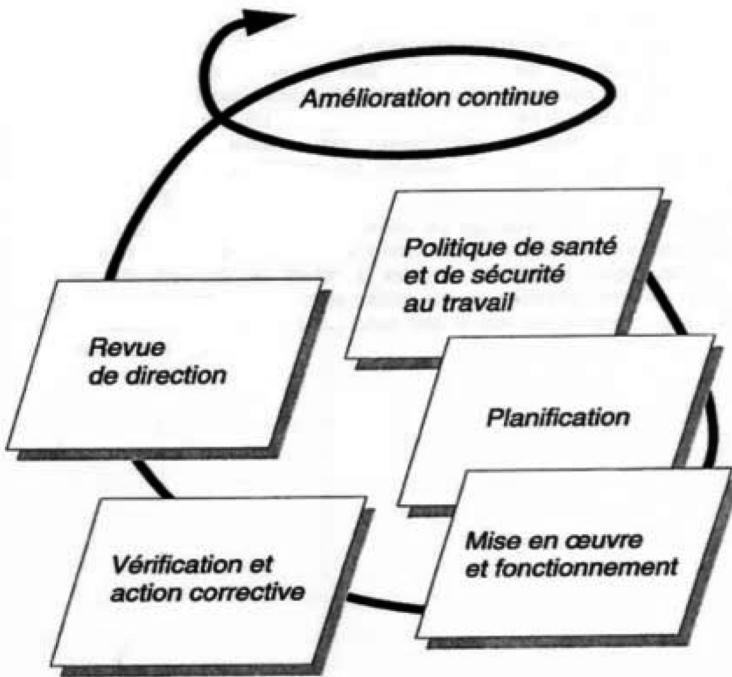 Amélioration continue
Politique de santé
et de sécurité
au travail
Planification
Mise en œuvre
et fonctionnement
Vérification et
action corrective
Revue
de direction